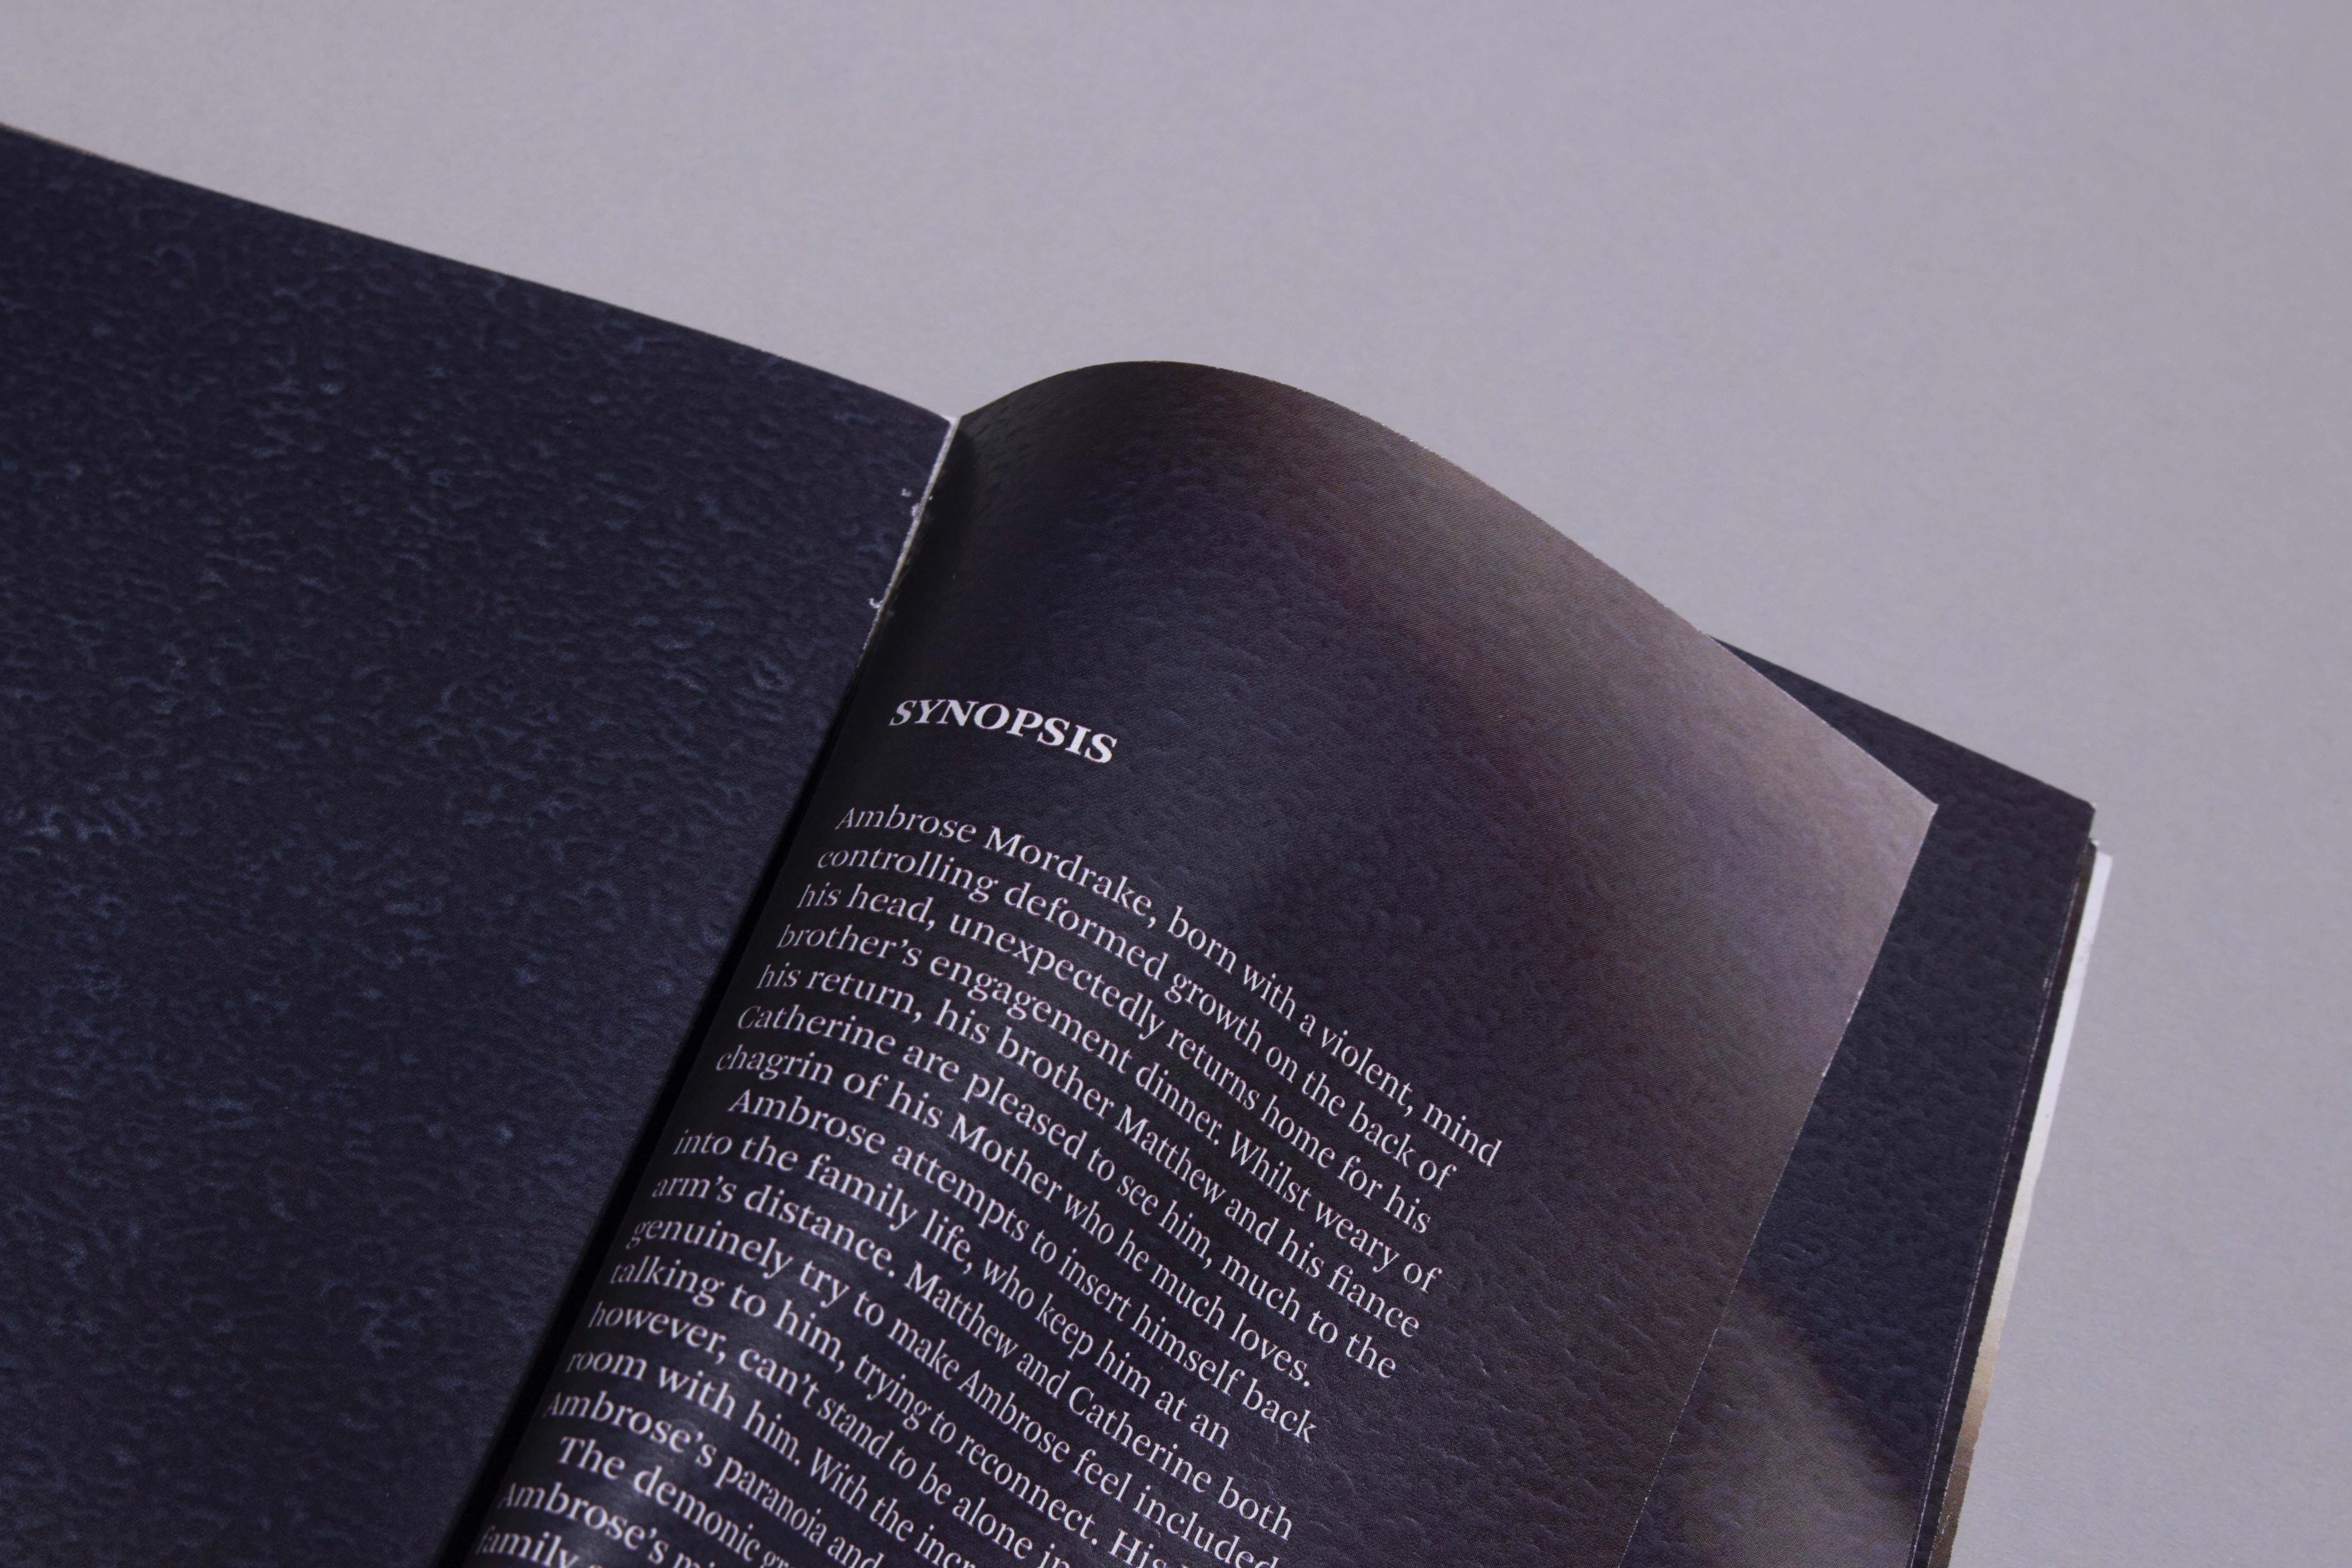 SYNOPSIS
Ambrose Mordrake, born with a violent, mind
controlling deformed growth on the back of
his head, unexpectedly returns home for his
brother’s engagement dinner. Whilst weary of
his return, his brother Matthew and his fiance
Catherine are pleased to see him, much to the
chagrin of his Mother who he much loves.
Ambrose attempts to insert himself back
into the family life, who keep him at an
arm’s distance. Matthew and Catherine both
genuinely try to make Ambrose feel included
talking to him, trying to reconnect. His
however, can’t stand to be alone in
room with him. With the
Ambrose’s paranoia and
The demonic
Ambrose’s
family